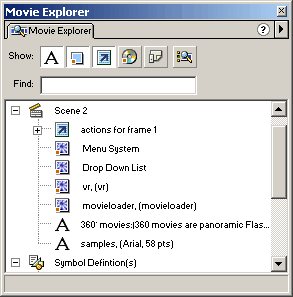 Movie Explorer
Movie Explorer
?
Show: A
Find:
Scene 2
actions for frame 1
Menu System
Drop Down List
vr, (vr)
movieloader, (movieloader)
A 360° movies:(360 movies are panoramic Flas...
A samples, (Arial, 58 pts)
Symbol Definition(s)